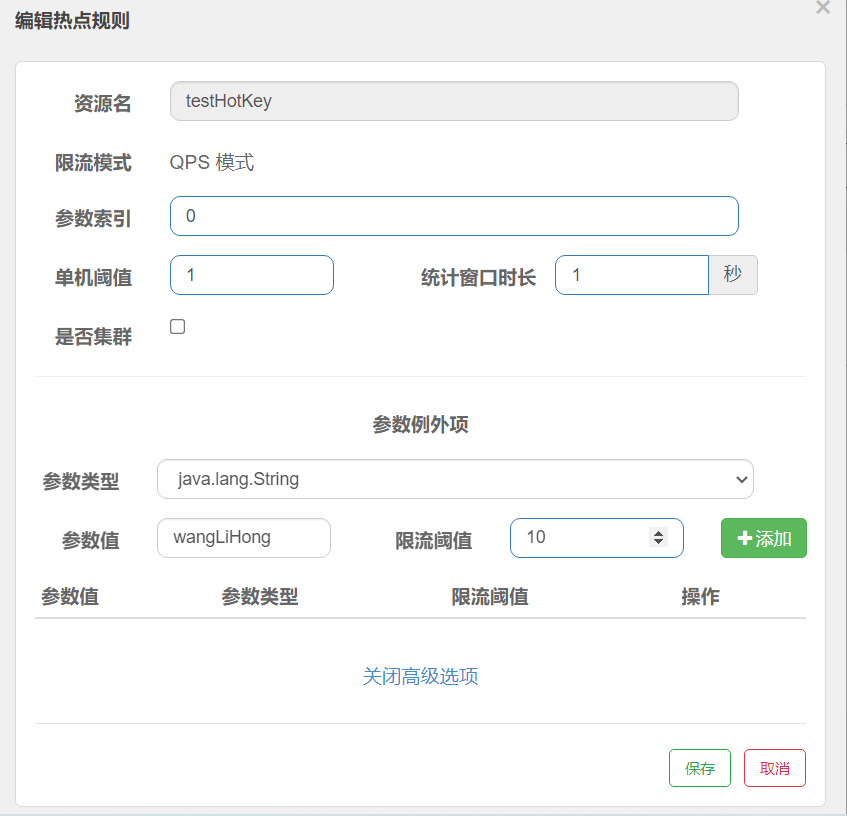 编辑热点规则 ×
资源名 testHotKey
限流模式 QPS 模式
参数索引 0
单机阈值 1 统计窗口时长 1 秒
是否集群
参数例外项
参数类型 java.lang.String
参数值 wangLiHong 限流阈值 10 +添加
参数值 参数类型 限流阈值 操作
关闭高级选项
保存 取消